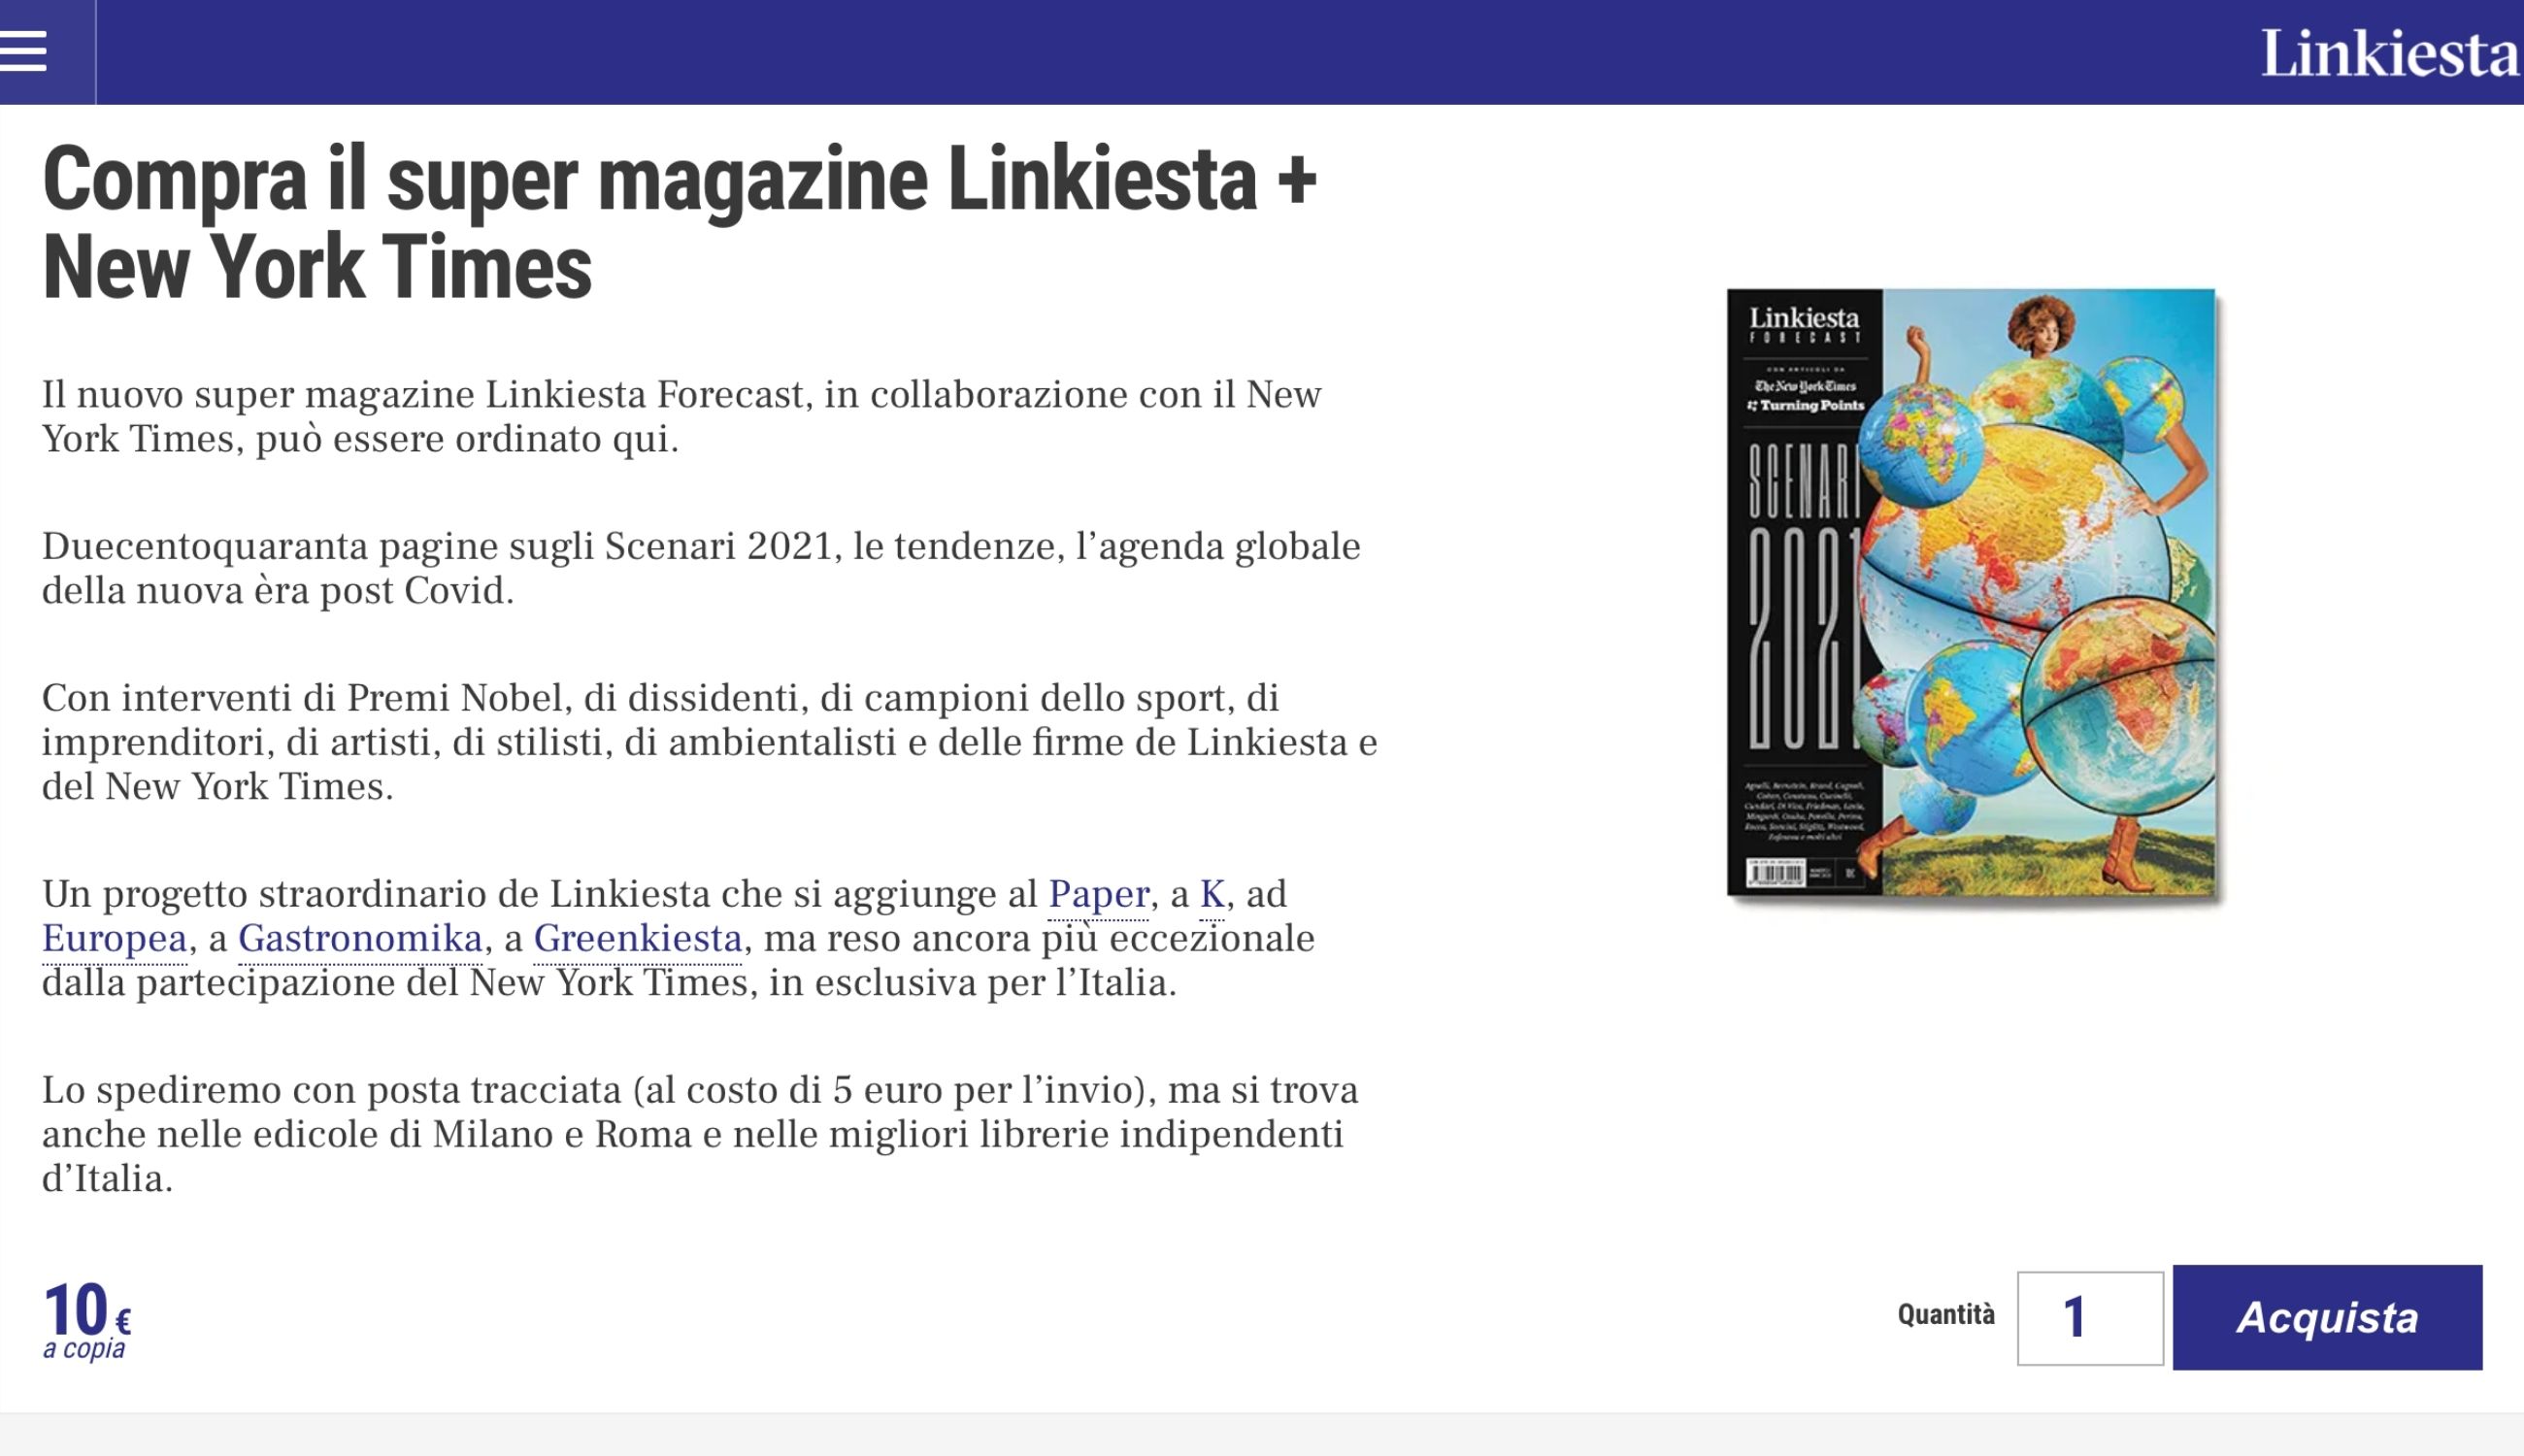 Linkiesta
Compra il super magazine Linkiesta +
New York Times
Il nuovo super magazine Linkiesta Forecast, in collaborazione con il New
York Times, può essere ordinato qui.
Duecentoquaranta pagine sugli Scenari 2021, le tendenze, l’agenda globale
della nuova èra post Covid.
Con interventi di Premi Nobel, di dissidenti, di campioni dello sport, di
imprenditori, di artisti, di stilisti, di ambientalisti e delle firme de Linkiesta e
del New York Times.
Un progetto straordinario de Linkiesta che si aggiunge al Paper, a K, ad
Europea, a Gastronomika, a Greenkiesta, ma reso ancora più eccezionale
dalla partecipazione del New York Times, in esclusiva per l’Italia.
Lo spediremo con posta tracciata (al costo di 5 euro per l’invio), ma si trova
anche nelle edicole di Milano e Roma e nelle migliori librerie indipendenti
d’Italia.
10 €
a copia
Linkiesta
FORECAST
CON ARTICOLI DA
The New York Times
Turning Points
SCENARI
2021
Quantità 1 Acquista